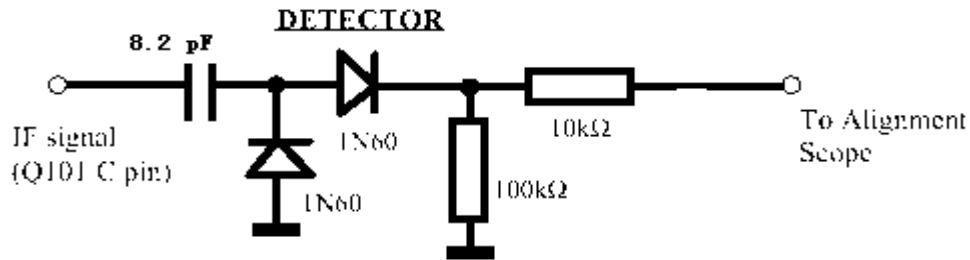 DETECTOR
8.2 pF
1N60
10kΩ
To Alignment
Scope
IF signal
(Q101 C pin)
1N60
100kΩ